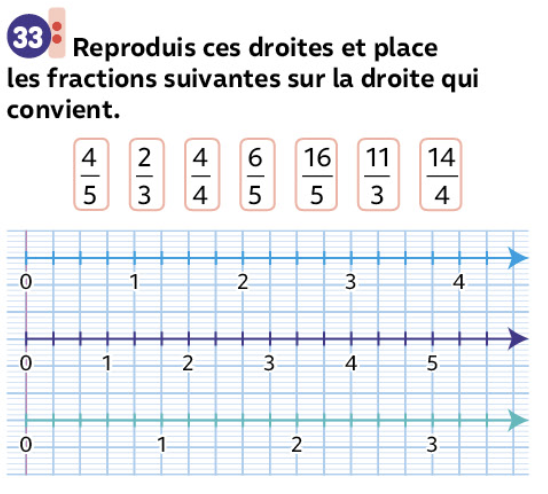 33 Reproduis ces droites et place
les fractions suivantes sur la droite qui
convient.
4/5 2/3 4/4 6/5 16/5 11/3 14/4
0 1 2 3 4
0 1 2 3 4 5
0 1 2 3